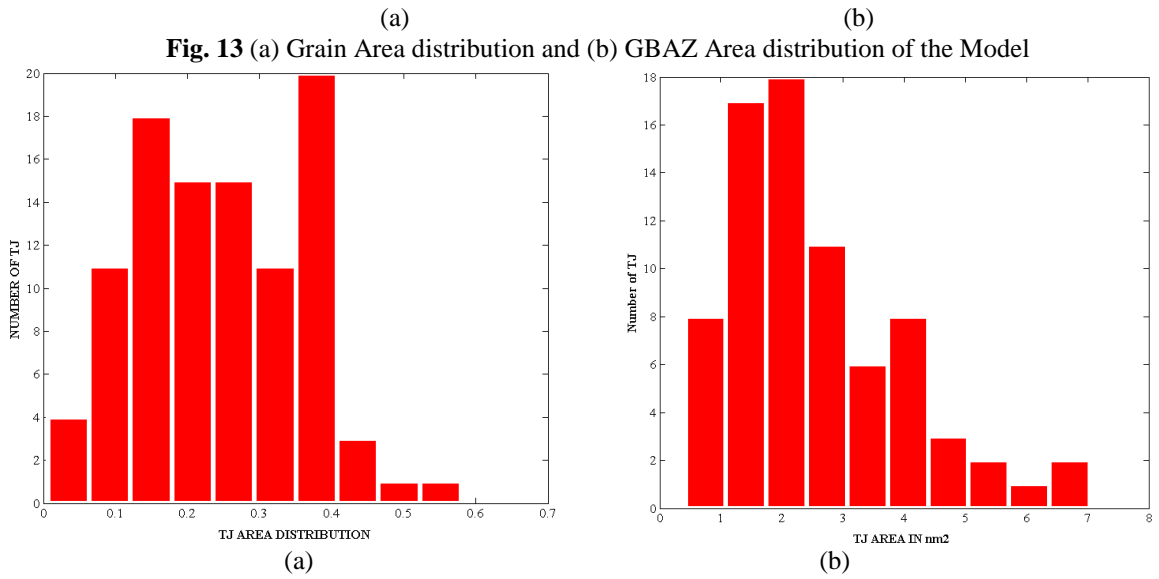 (a) (b)
Fig. 13 (a) Grain Area distribution and (b) GBAZ Area distribution of the Model
20
18
16
14
12
10
8
6
4
2
0
NUMBER OF TJ
0 0.1 0.2 0.3 0.4 0.5 0.6 0.7
TJ AREA DISTRIBUTION
(a)
18
16
14
12
10
8
6
4
2
0
Number of TJ
0 1 2 3 4 5 6 7 8
TJ AREA IN nm2
(b)